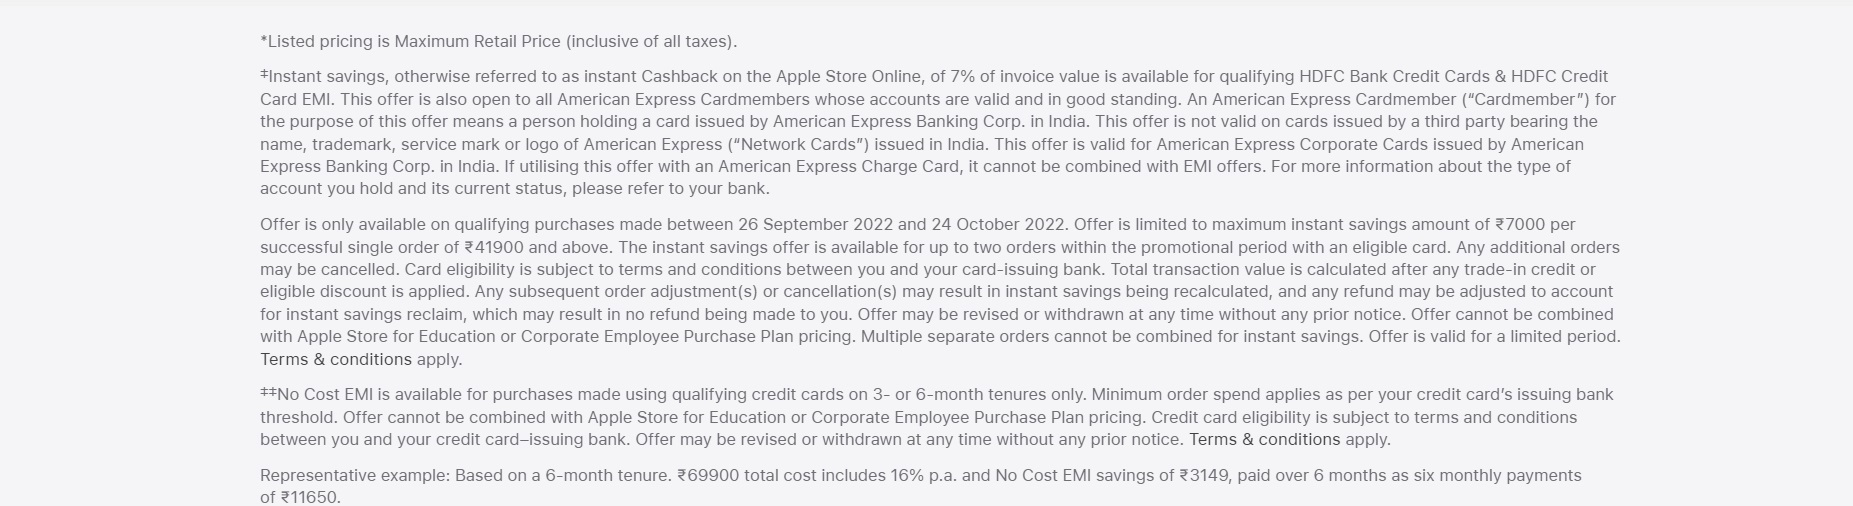 *Listed pricing is Maximum Retail Price (inclusive of all taxes).
‡Instant savings, otherwise referred to as instant Cashback on the Apple Store Online, of 7% of invoice value is available for qualifying HDFC Bank Credit Cards & HDFC Credit
Card EMI. This offer is also open to all American Express Cardmembers whose accounts are valid and in good standing. An American Express Cardmember (“Cardmember”) for
the purpose of this offer means a person holding a card issued by American Express Banking Corp. in India. This offer is not valid on cards issued by a third party bearing the
name, trademark, service mark or logo of American Express (“Network Cards”) issued in India. This offer is valid for American Express Corporate Cards issued by American
Express Banking Corp. in India. If utilising this offer with an American Express Charge Card, it cannot be combined with EMI offers. For more information about the type of
account you hold and its current status, please refer to your bank.
Offer is only available on qualifying purchases made between 26 September 2022 and 24 October 2022. Offer is limited to maximum instant savings amount of ₹7000 per
successful single order of ₹41900 and above. The instant savings offer is available for up to two orders within the promotional period with an eligible card. Any additional orders
may be cancelled. Card eligibility is subject to terms and conditions between you and your card-issuing bank. Total transaction value is calculated after any trade-in credit or
eligible discount is applied. Any subsequent order adjustment(s) or cancellation(s) may result in instant savings being recalculated, and any refund may be adjusted to account
for instant savings reclaim, which may result in no refund being made to you. Offer may be revised or withdrawn at any time without any prior notice. Offer cannot be combined
with Apple Store for Education or Corporate Employee Purchase Plan pricing. Multiple separate orders cannot be combined for instant savings. Offer is valid for a limited period.
Terms & conditions apply.
‡‡No Cost EMI is available for purchases made using qualifying credit cards on 3- or 6-month tenures only. Minimum order spend applies as per your credit card’s issuing bank
threshold. Offer cannot be combined with Apple Store for Education or Corporate Employee Purchase Plan pricing. Credit card eligibility is subject to terms and conditions
between you and your credit card–issuing bank. Offer may be revised or withdrawn at any time without any prior notice. Terms & conditions apply.
Representative example: Based on a 6-month tenure. ₹69900 total cost includes 16% p.a. and No Cost EMI savings of ₹3149, paid over 6 months as six monthly payments
of ₹11650.